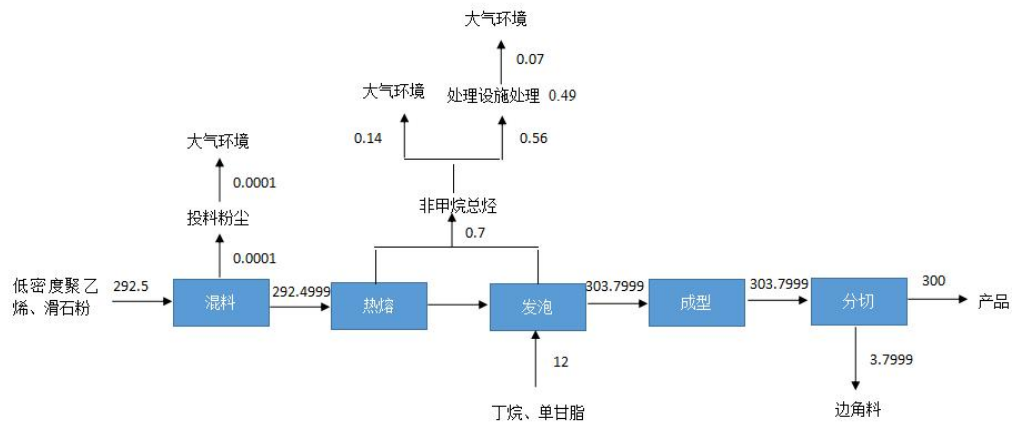 大气环境
0.07
大气环境
处理设施处理 0.49
0.14
0.56
大气环境
0.0001
投料粉尘
非甲烷总烃
0.7
0.0001
低密度聚乙
烯、滑石粉
292.5
混料
292.4999
热熔
发泡
303.7999
成型
303.7999
分切
300
产品
12
3.7999
丁烷、单甘脂
边角料